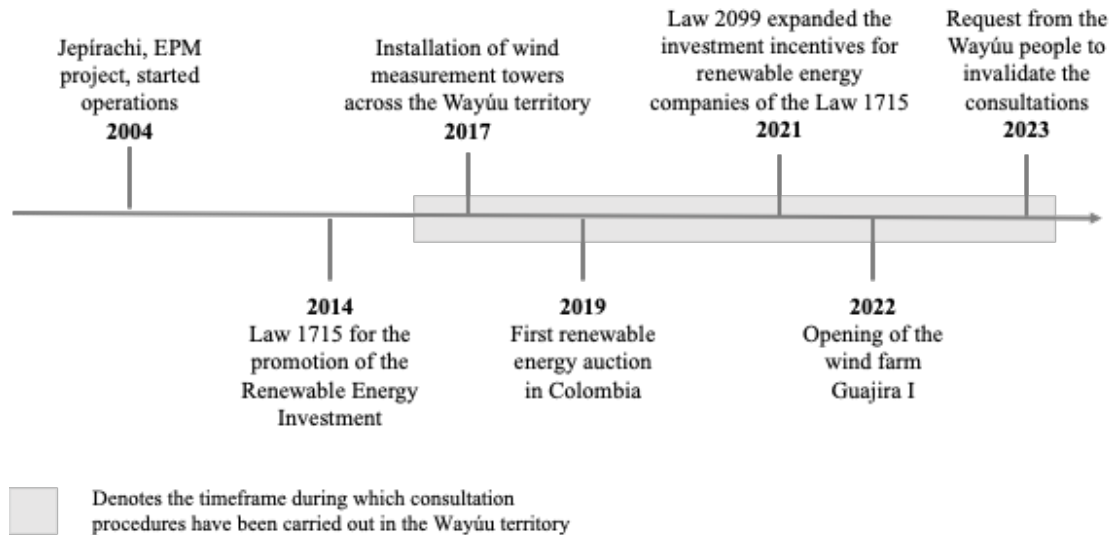 Jepírachi, EPM
project, started
operations
2004
Installation of wind
measurement towers
across the Wayúu territory
2017
Law 2099 expanded the
investment incentives for
renewable energy
companies of the Law 1715
2021
Request from the
Wayúu people to
invalidate the
consultations
2023
2014
Law 1715 for the
promotion of the
Renewable Energy
Investment
2019
First renewable
energy auction
in Colombia
2022
Opening of the
wind farm
Guajira I
Denotes the timeframe during which consultation
procedures have been carried out in the Wayúu territory